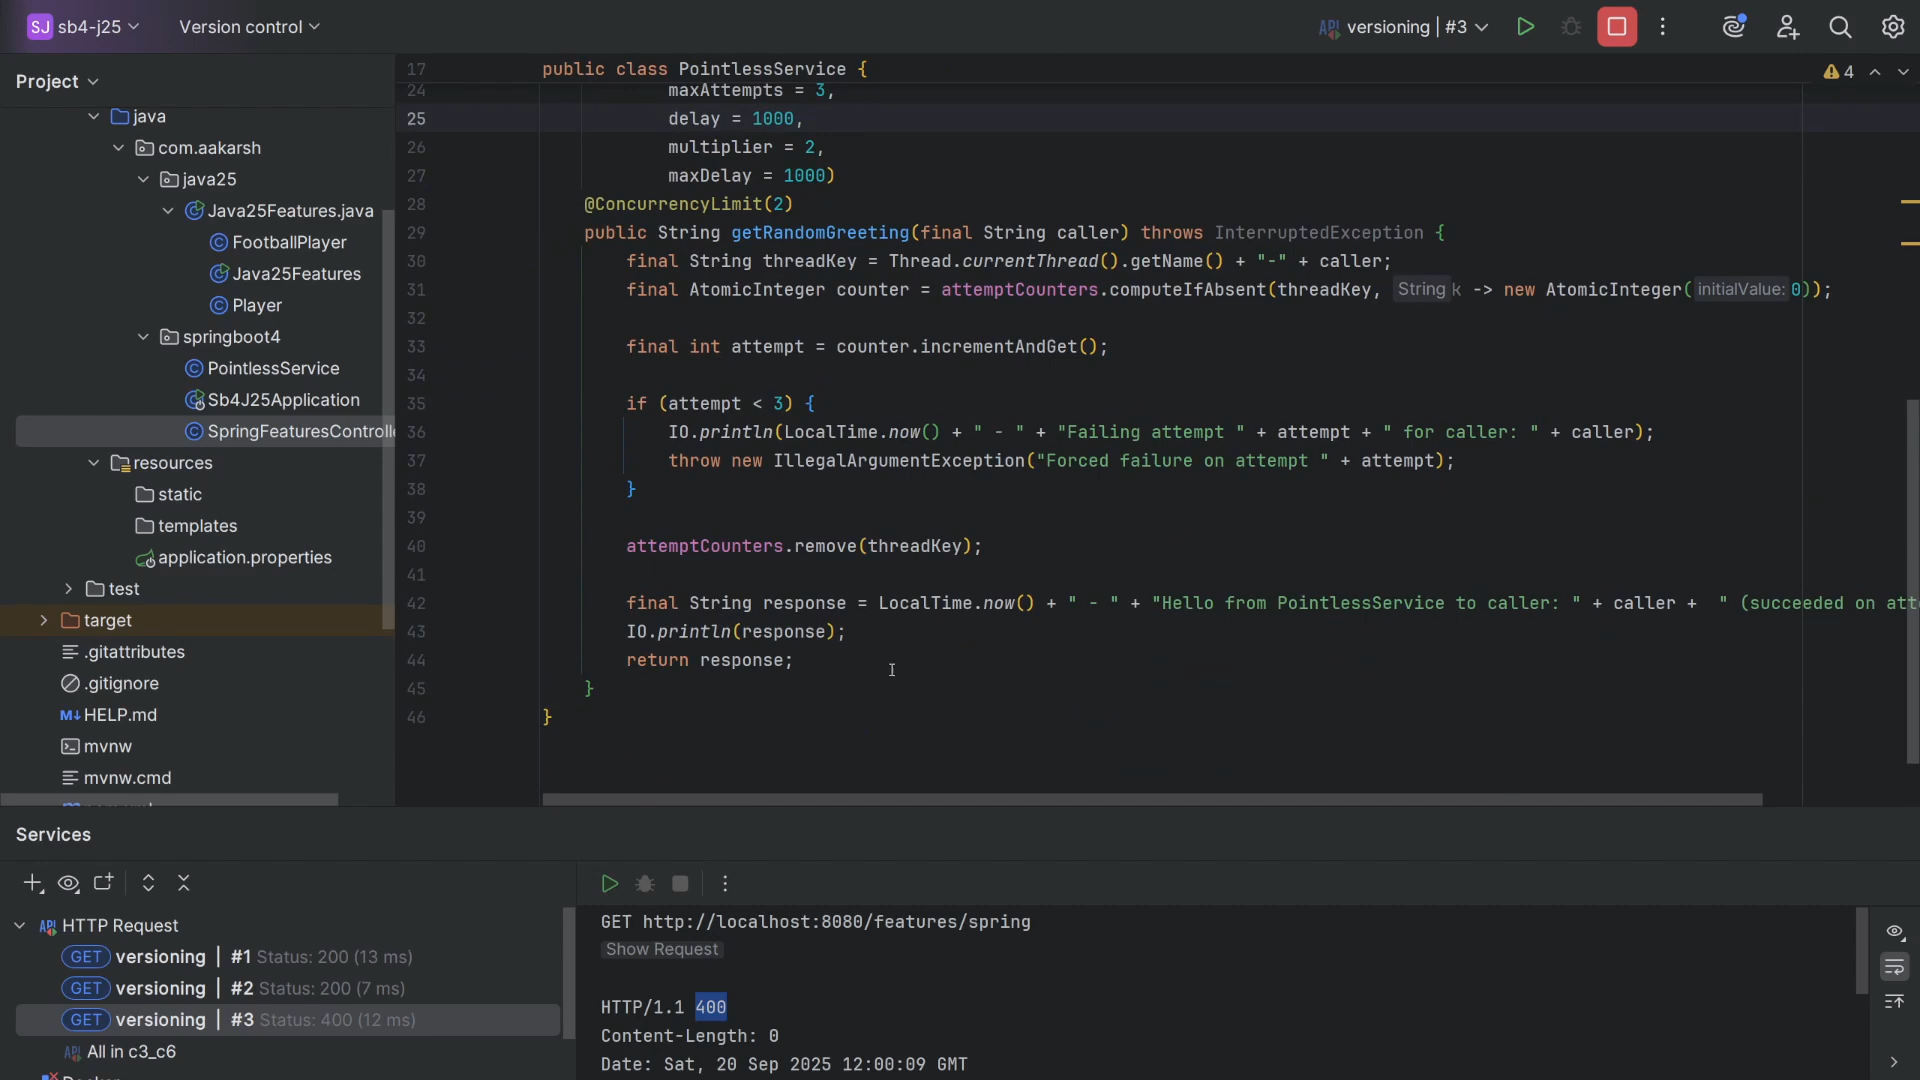 SJ sb4-j25 Version control versioning | #3
Project
java
com.aakarsh
java25
Java25Features.java
FootballPlayer
Java25Features
Player
springboot4
PointlessService
Sb4J25Application
SpringFeaturesControlle
resources
static
templates
application.properties
test
target
.gitattributes
.gitignore
HELP.md
mvnw
mvnw.cmd
4
17 public class PointlessService {
24 maxAttempts = 3,
25 delay = 1000,
26 multiplier = 2,
27 maxDelay = 1000)
28 @ConcurrencyLimit(2)
29 public String getRandomGreeting(final String caller) throws InterruptedException {
30 final String threadKey = Thread.currentThread().getName() + "-" + caller;
31 final AtomicInteger counter = attemptCounters.computeIfAbsent(threadKey, String k -> new AtomicInteger( initialValue: 0));
32
33 final int attempt = counter.incrementAndGet();
34
35 if (attempt < 3) {
36 IO.println(LocalTime.now() + " - " + "Failing attempt " + attempt + " for caller: " + caller);
37 throw new IllegalArgumentException("Forced failure on attempt " + attempt);
38 }
39
40 attemptCounters.remove(threadKey);
41
42 final String response = LocalTime.now() + " - " + "Hello from PointlessService to caller: " + caller + " (succeeded on att
43 IO.println(response);
44 return response;
45 }
46 }
Services
HTTP Request
GET versioning | #1 Status: 200 (13 ms)
GET versioning | #2 Status: 200 (7 ms)
GET versioning | #3 Status: 400 (12 ms)
API All in c3_c6
GET http://localhost:8080/features/spring
Show Request
HTTP/1.1 400
Content-Length: 0
Date: Sat, 20 Sep 2025 12:00:09 GMT